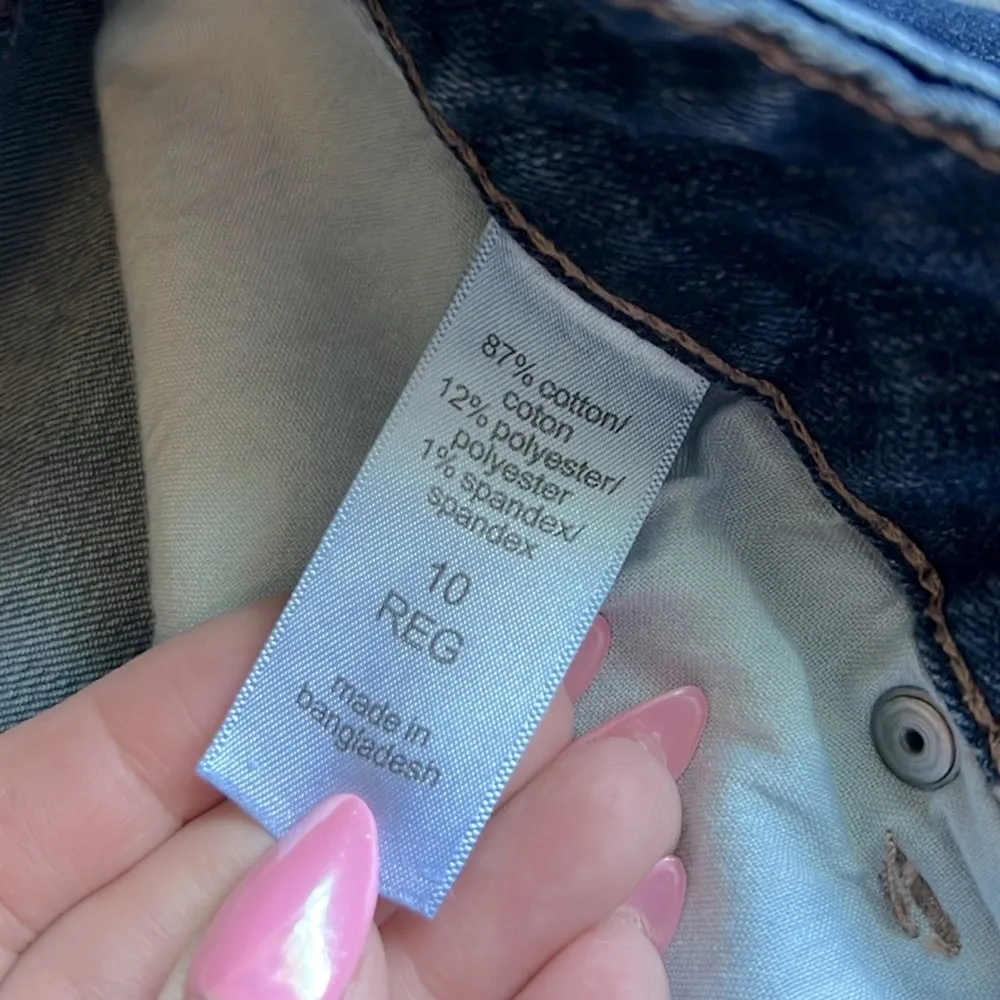 87% cotton/
coton
12% polyester/
polyester
1% spandex/
spandex
10
REG
made in
bangladesh